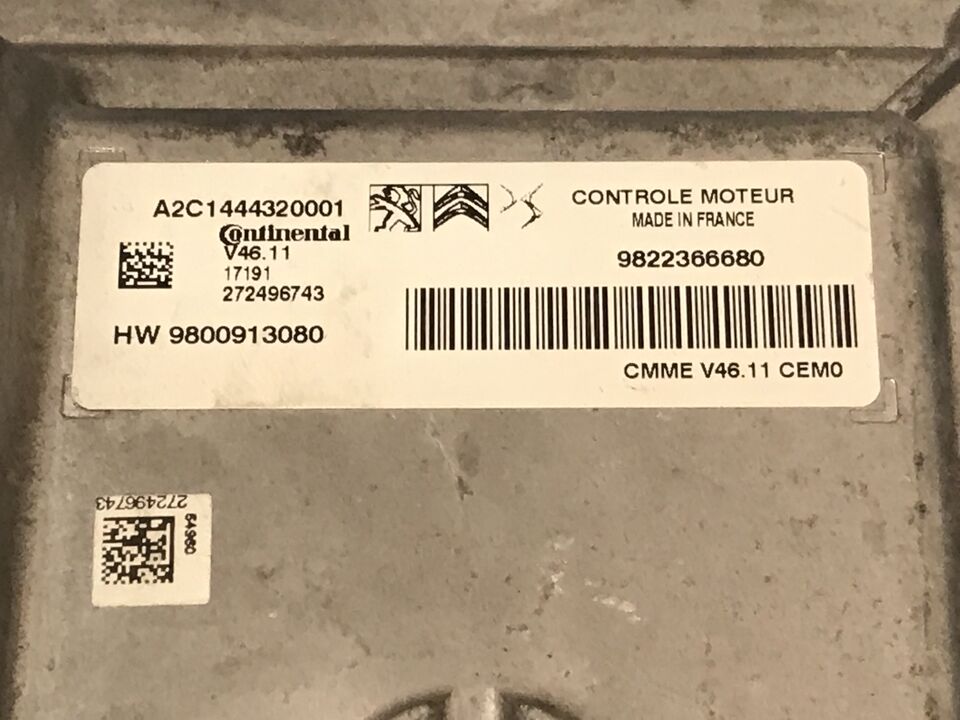 A2C1444320001
Continental
V46.11
17191
272496743
HW 9800913080
CONTROLE MOTEUR
MADE IN FRANCE
9822366680
CMME V46.11 CEM0
272496743
54960